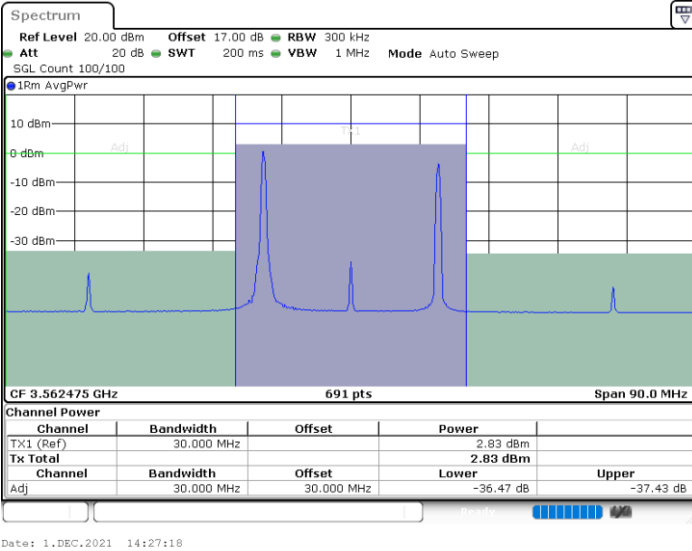 Spectrum
Ref Level 20.00 dBm Offset 17.00 dB RBW 300 kHz
Att 20 dB SWT 200 ms VBW 1 MHz Mode Auto Sweep
SGL Count 100/100
1Rm AvgPwr
10 dBm
TX1
0 dBm Adj Adj
-10 dBm
-20 dBm
-30 dBm
CF 3.562475 GHz 691 pts Span 90.0 MHz
Channel Power
Channel Bandwidth Offset Power
TX1 (Ref) 30.000 MHz 2.83 dBm
Tx Total 2.83 dBm
Channel Bandwidth Offset Lower Upper
Adj 30.000 MHz 30.000 MHz -36.47 dB -37.43 dB
Ready
Date: 1.DEC.2021 14:27:18